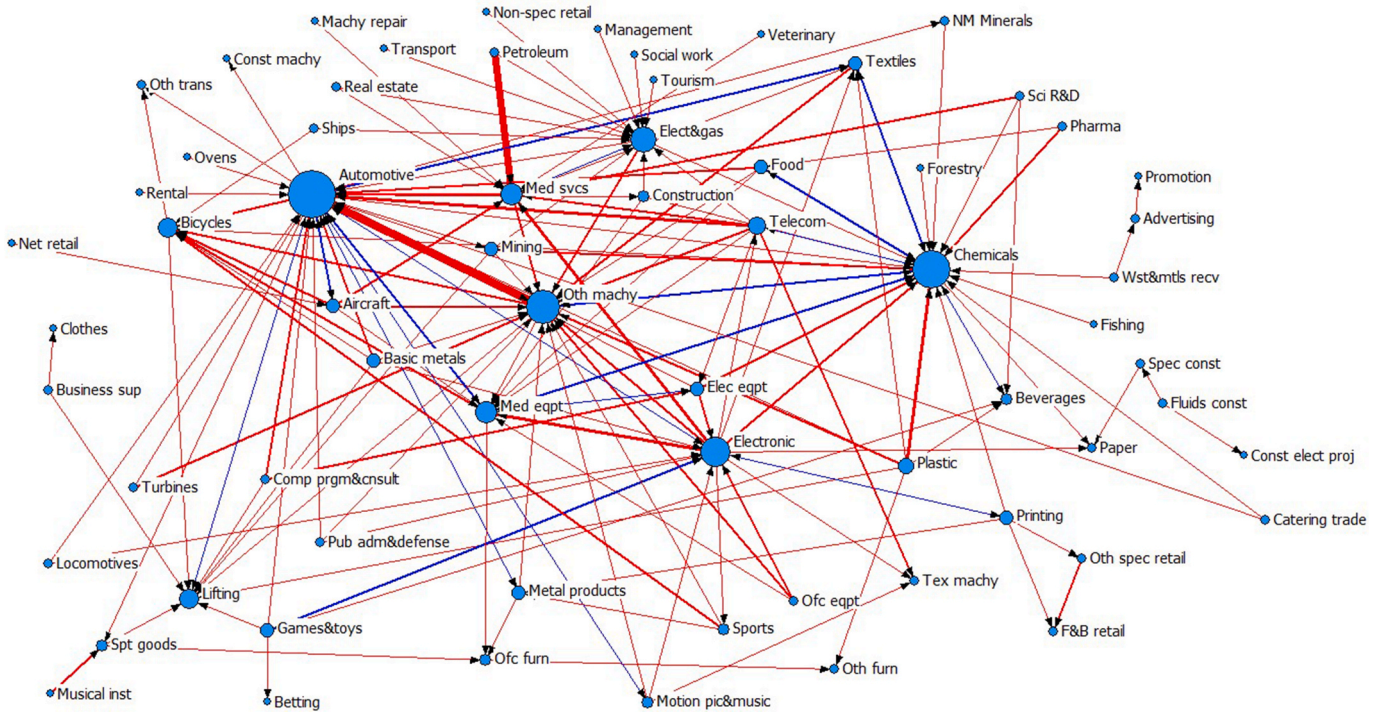 Machy repair
Non-spec retail
Management
Veterinary
NM Minerals
Transport
Petroleum
Social work
Const machy
Textiles
Oth trans
Real estate
Tourism
Sci R&D
Ships
Elect&gas
Pharma
Ovens
Automotive
Food
Forestry
Promotion
Rental
Med svcs
Construction
Bicycles
Telecom
Advertising
Net retail
Mining
Chemicals
Wst&mtls recv
Aircraft
Oth machy
Clothes
Fishing
Basic metals
Spec const
Business sup
Elec eqpt
Med eqpt
Beverages
Fluids const
Electronic
Paper
Const elect proj
Turbines
Comp prgm&cnsult
Plastic
Printing
Catering trade
Pub adm&defense
Locomotives
Oth spec retail
Lifting
Metal products
Tex machy
Ofc eqpt
Games&toys
Sports
F&B retail
Spt goods
Ofc furn
Oth furn
Musical inst
Betting
Motion pic&music